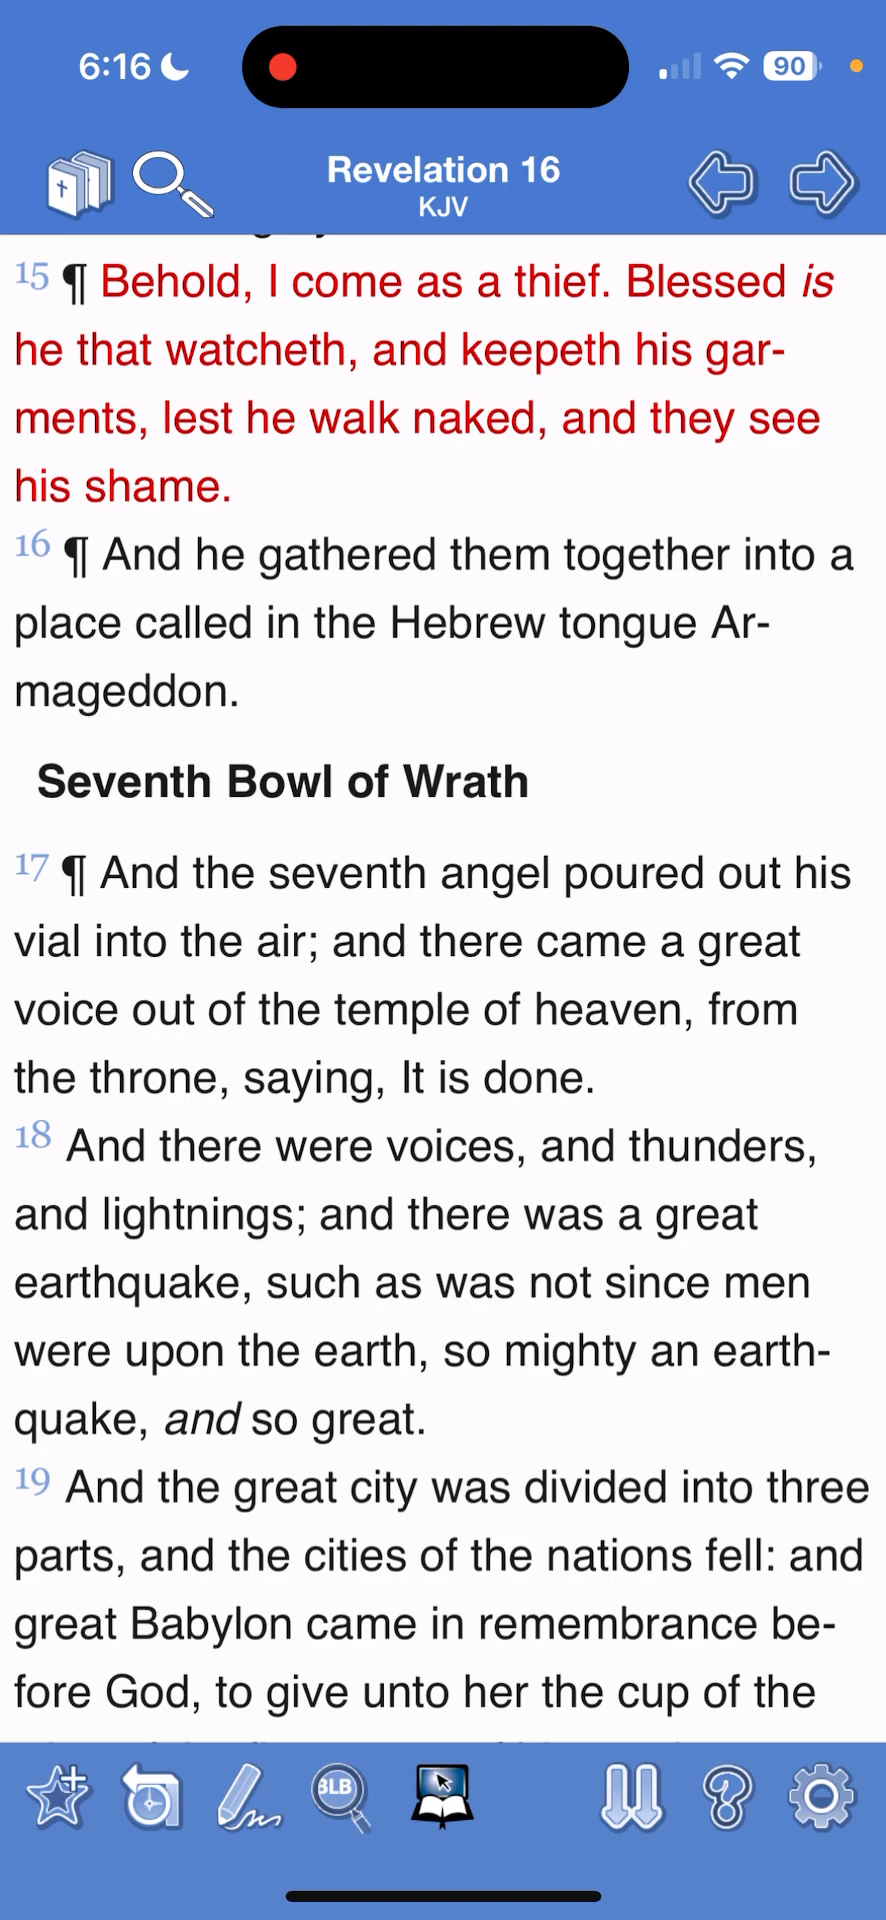 6:16
90
Revelation 16
KJV
15 ¶ Behold, I come as a thief. Blessed is
he that watcheth, and keepeth his gar-
ments, lest he walk naked, and they see
his shame.
16 ¶ And he gathered them together into a
place called in the Hebrew tongue Ar-
mageddon.
Seventh Bowl of Wrath
17 ¶ And the seventh angel poured out his
vial into the air; and there came a great
voice out of the temple of heaven, from
the throne, saying, It is done.
18 And there were voices, and thunders,
and lightnings; and there was a great
earthquake, such as was not since men
were upon the earth, so mighty an earth-
quake, and so great.
19 And the great city was divided into three
parts, and the cities of the nations fell: and
great Babylon came in remembrance be-
fore God, to give unto her the cup of the
BLB